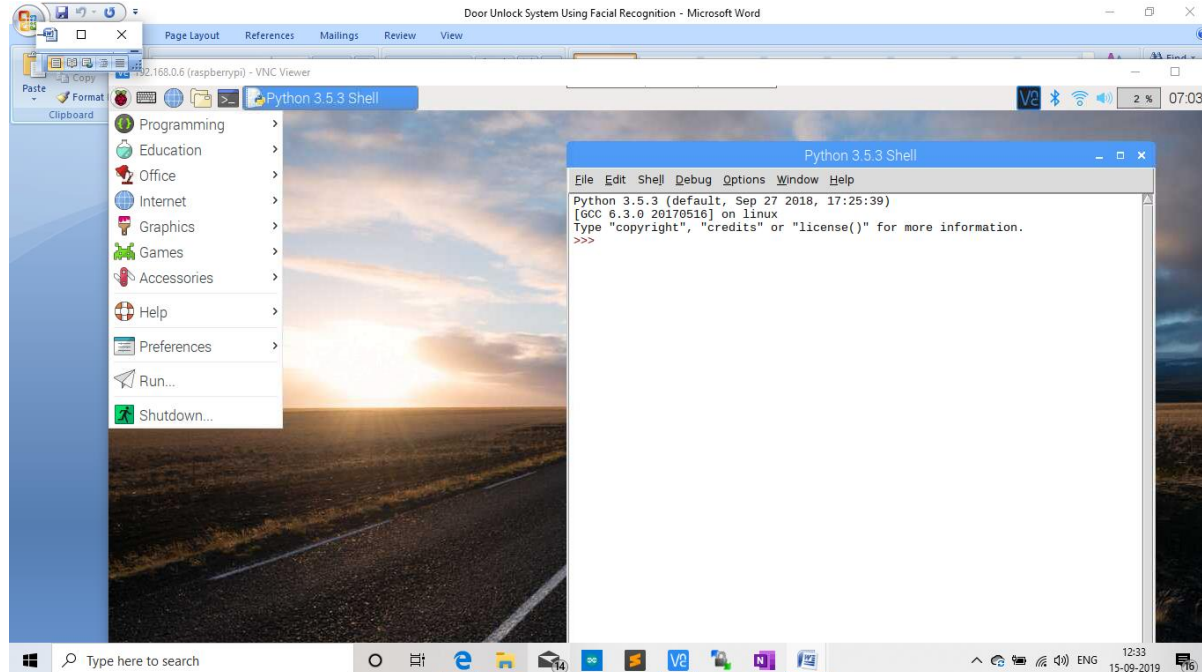 Door Unlock System Using Facial Recognition - Microsoft Word
Page Layout References Mailings Review View
Paste
Copy
Format
Clipboard
Find
192.168.0.6 (raspberrypi) - VNC Viewer
Python 3.5.3 Shell
2 % 07:03
Programming
Education
Office
Internet
Graphics
Games
Accessories
Help
Preferences
Run...
Shutdown...
Python 3.5.3 Shell
File Edit Shell Debug Options Window Help
Python 3.5.3 (default, Sep 27 2018, 17:25:39)
[GCC 6.3.0 20170516] on linux
Type "copyright", "credits" or "license()" for more information.
>>>
Type here to search
14
ENG
12:33
15-09-2019
16